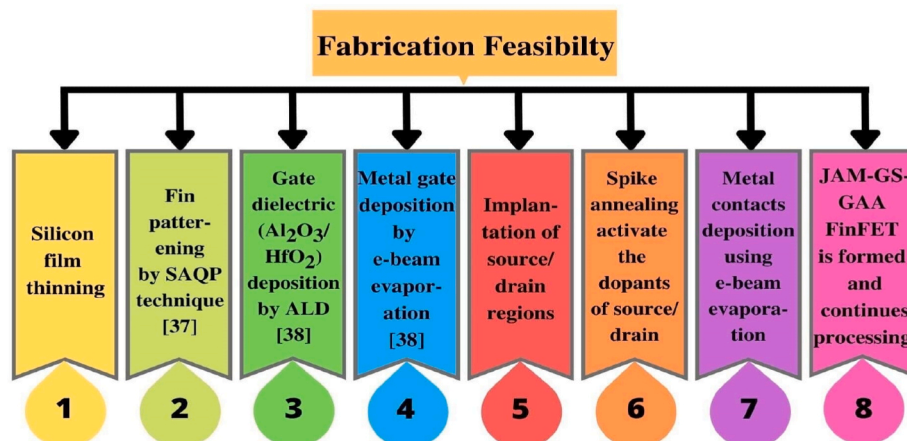 Fabrication Feasibilty
Silicon
film
thinning
Fin
patter-
ening
by SAQP
technique
[37]
Gate
dielectric
(Al₂O₃/
HfO₂)
deposition
by ALD
[38]
Metal gate
deposition
by
e-beam
evapor-
ation
[38]
Implan-
tation of
source/
drain
regions
Spike
annealing
activate
the
dopants
of source/
drain
Metal
contacts
deposition
using
e-beam
evapora-
tion
JAM-GS-
GAA
FinFET
is formed
and
continues
processing
1
2
3
4
5
6
7
8